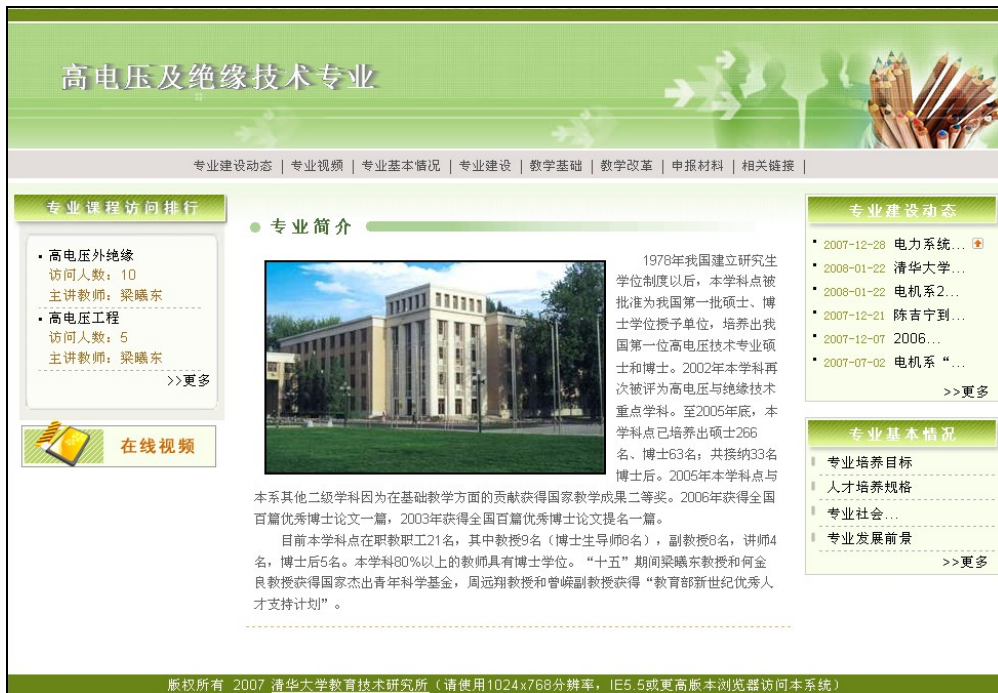 高电压及绝缘技术专业
专业建设动态 | 专业视频 | 专业基本情况 | 专业建设 | 教学基础 | 教学改革 | 申报材料 | 相关链接 |
专业课程访问排行
高电压外绝缘
访问人数：10
主讲教师：梁曦东
高电压工程
访问人数：5
主讲教师：梁曦东
>>更多
在线视频
专业简介
1978年我国建立研究生
学位制度以后，本学科点被
批准为我国第一批硕士、博
士学位授予单位，培养出我
国第一位高电压技术专业硕
士和博士。2002年本学科再
次被评为高电压与绝缘技术
重点学科。至2005年底，本
学科点已培养出硕士266
名、博士63名；共接纳33名
博士后。2005年本学科点与
本系其他二级学科因为在基础教学方面的贡献获得国家教学成果二等奖。2006年获得全国
百篇优秀博士论文一篇，2003年获得全国百篇优秀博士论文提名一篇。
目前本学科点在职教职工21名，其中教授9名（博士生导师8名），副教授8名，讲师4
名，博士后5名。本学科80%以上的教师具有博士学位。“十五”期间梁曦东教授和何金
良教授获得国家杰出青年科学基金，周远翔教授和曾嵘副教授获得“教育部新世纪优秀人
才支持计划”。
专业建设动态
2007-12-28 电力系统...
2008-01-22 清华大学...
2008-01-22 电机系2...
2007-12-21 陈吉宁到...
2007-12-07 2006...
2007-07-02 电机系“...
>>更多
专业基本情况
专业培养目标
人才培养规格
专业社会...
专业发展前景
>>更多
版权所有 2007 清华大学教育技术研究所（请使用1024x768分辨率，IE5.5或更高版本浏览器访问本系统）